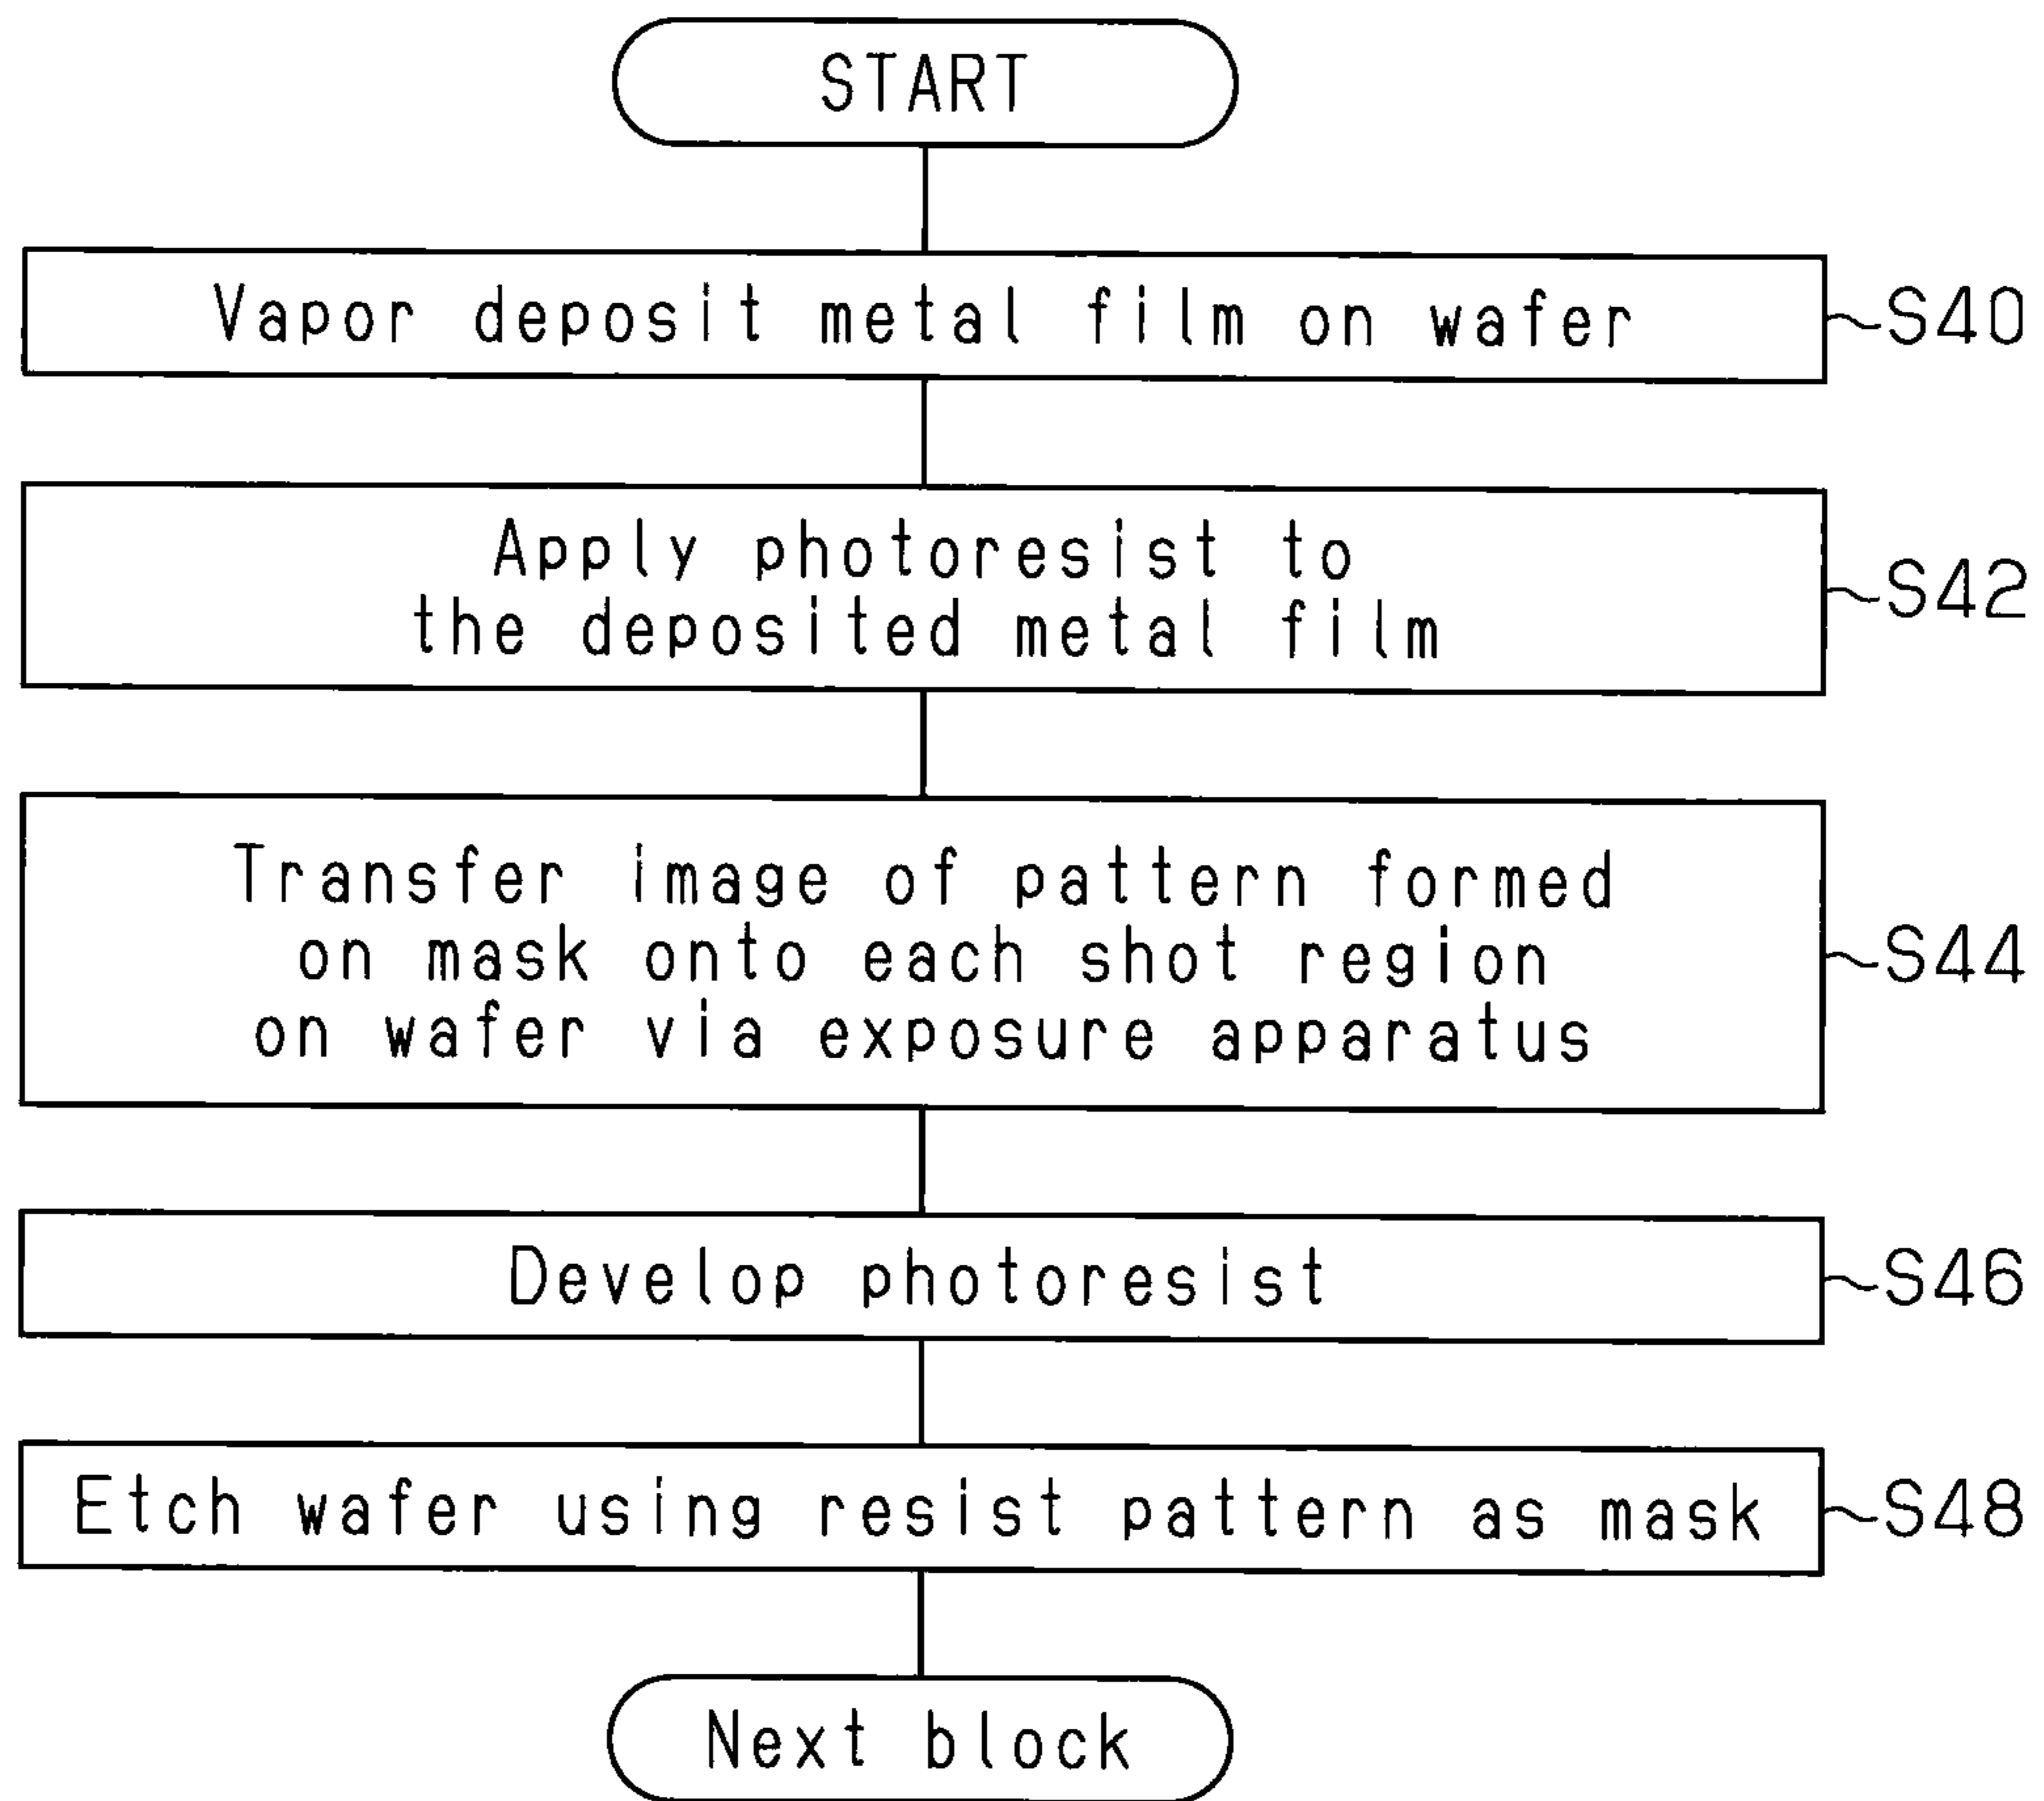 START
Vapor deposit metal film on wafer
S40
Apply photoresist to
the deposited metal film
S42
Transfer image of pattern formed
on mask onto each shot region
on wafer via exposure apparatus
S44
Develop photoresist
S46
Etch wafer using resist pattern as mask
S48
Next block